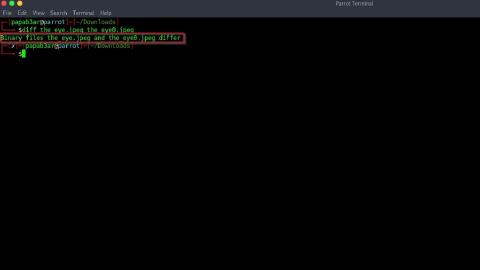 Parrot Terminal
File Edit View Search Terminal Help
┌─[papab3ar@parrot]─[~/Downloads]
└──╼ $diff the_eye.jpeg the_eye0.jpeg
Binary files the_eye.jpeg and the_eye0.jpeg differ
┌─[✗]─[papab3ar@parrot]─[~/Downloads]
└──╼ $